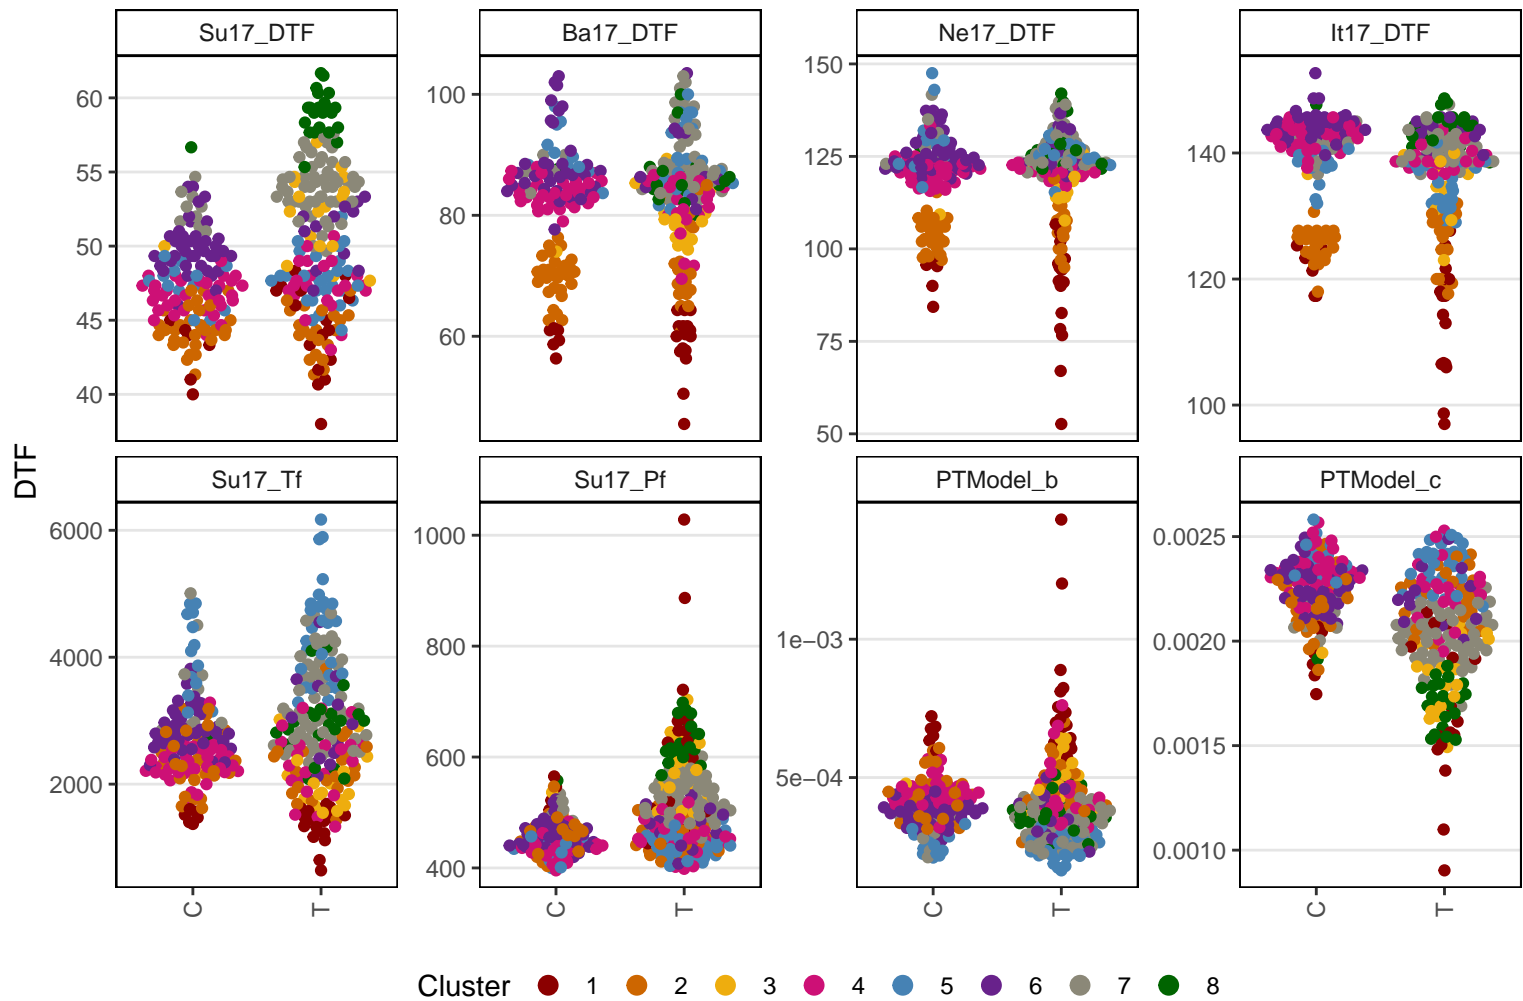 Su17_DTF
Ba17_DTF
Ne17_DTF
It17_DTF
60
55
50
45
40
100
80
60
150
125
100
75
50
140
120
100
DTF
Su17_Tf
Su17_Pf
PTModel_b
PTModel_c
6000
4000
2000
1000
800
600
400
1e−03
5e−04
0.0025
0.0020
0.0015
0.0010
C T C T C T C T
Cluster 1 2 3 4 5 6 7 8